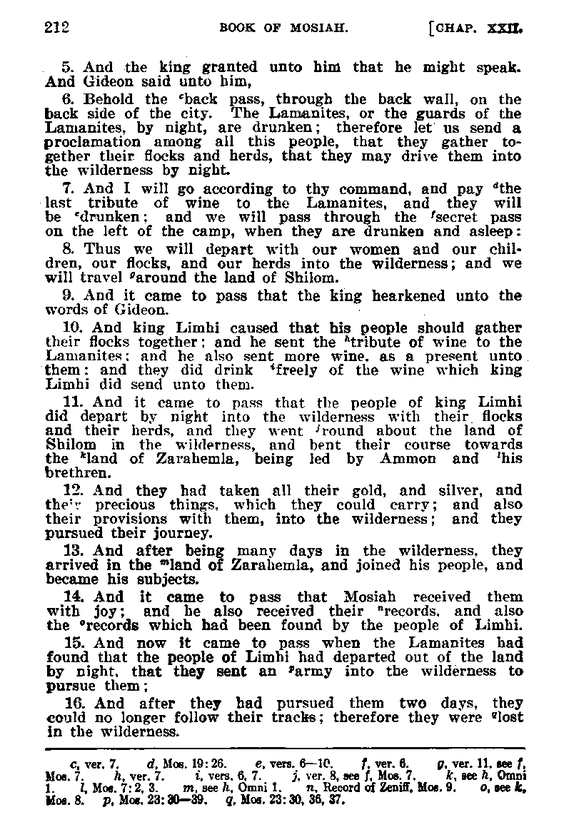 212 BOOK OF MOSIAH. [CHAP. XXII.
5. And the king granted unto him that he might speak.
And Gideon said unto him,
6. Behold the ᶜback pass, through the back wall, on the
back side of the city. The Lamanites, or the guards of the
Lamanites, by night, are drunken; therefore let us send a
proclamation among all this people, that they gather to-
gether their flocks and herds, that they may drive them into
the wilderness by night.
7. And I will go according to thy command, and pay ᵈthe
last tribute of wine to the Lamanites, and they will
be ᵉdrunken; and we will pass through the ᶠsecret pass
on the left of the camp, when they are drunken and asleep:
8. Thus we will depart with our women and our chil-
dren, our flocks, and our herds into the wilderness; and we
will travel ᵍaround the land of Shilom.
9. And it came to pass that the king hearkened unto the
words of Gideon.
10. And king Limhi caused that his people should gather
their flocks together; and he sent the ʰtribute of wine to the
Lamanites; and he also sent more wine, as a present unto
them; and they did drink ⁱfreely of the wine which king
Limhi did send unto them.
11. And it came to pass that the people of king Limhi
did depart by night into the wilderness with their flocks
and their herds, and they went ʲround about the land of
Shilom in the wilderness, and bent their course towards
the ᵏland of Zarahemla, being led by Ammon and ˡhis
brethren.
12. And they had taken all their gold, and silver, and
their precious things, which they could carry; and also
their provisions with them, into the wilderness; and they
pursued their journey.
13. And after being many days in the wilderness, they
arrived in the ᵐland of Zarahemla, and joined his people, and
became his subjects.
14. And it came to pass that Mosiah received them
with joy; and he also received their ⁿrecords, and also
the ᵒrecords which had been found by the people of Limhi.
15. And now it came to pass when the Lamanites had
found that the people of Limhi had departed out of the land
by night, that they sent an ᵖarmy into the wilderness to
pursue them;
16. And after they had pursued them two days, they
could no longer follow their tracks; therefore they were qlost
in the wilderness.
c, ver. 7. d, Mos. 19:26. e, vers. 6—10. f, ver. 6. g, ver. 11. see f,
Mos. 7. h, ver. 7. i, vers. 6, 7. j, ver. 8, see f, Mos. 7. k, see h, Omni
1. l, Mos. 7:2, 3. m, see h, Omni 1. n, Record of Zeniff, Mos. 9. o, see k,
Mos. 8. p, Mos. 23:30—39. q, Mos. 23:30, 36, 37.